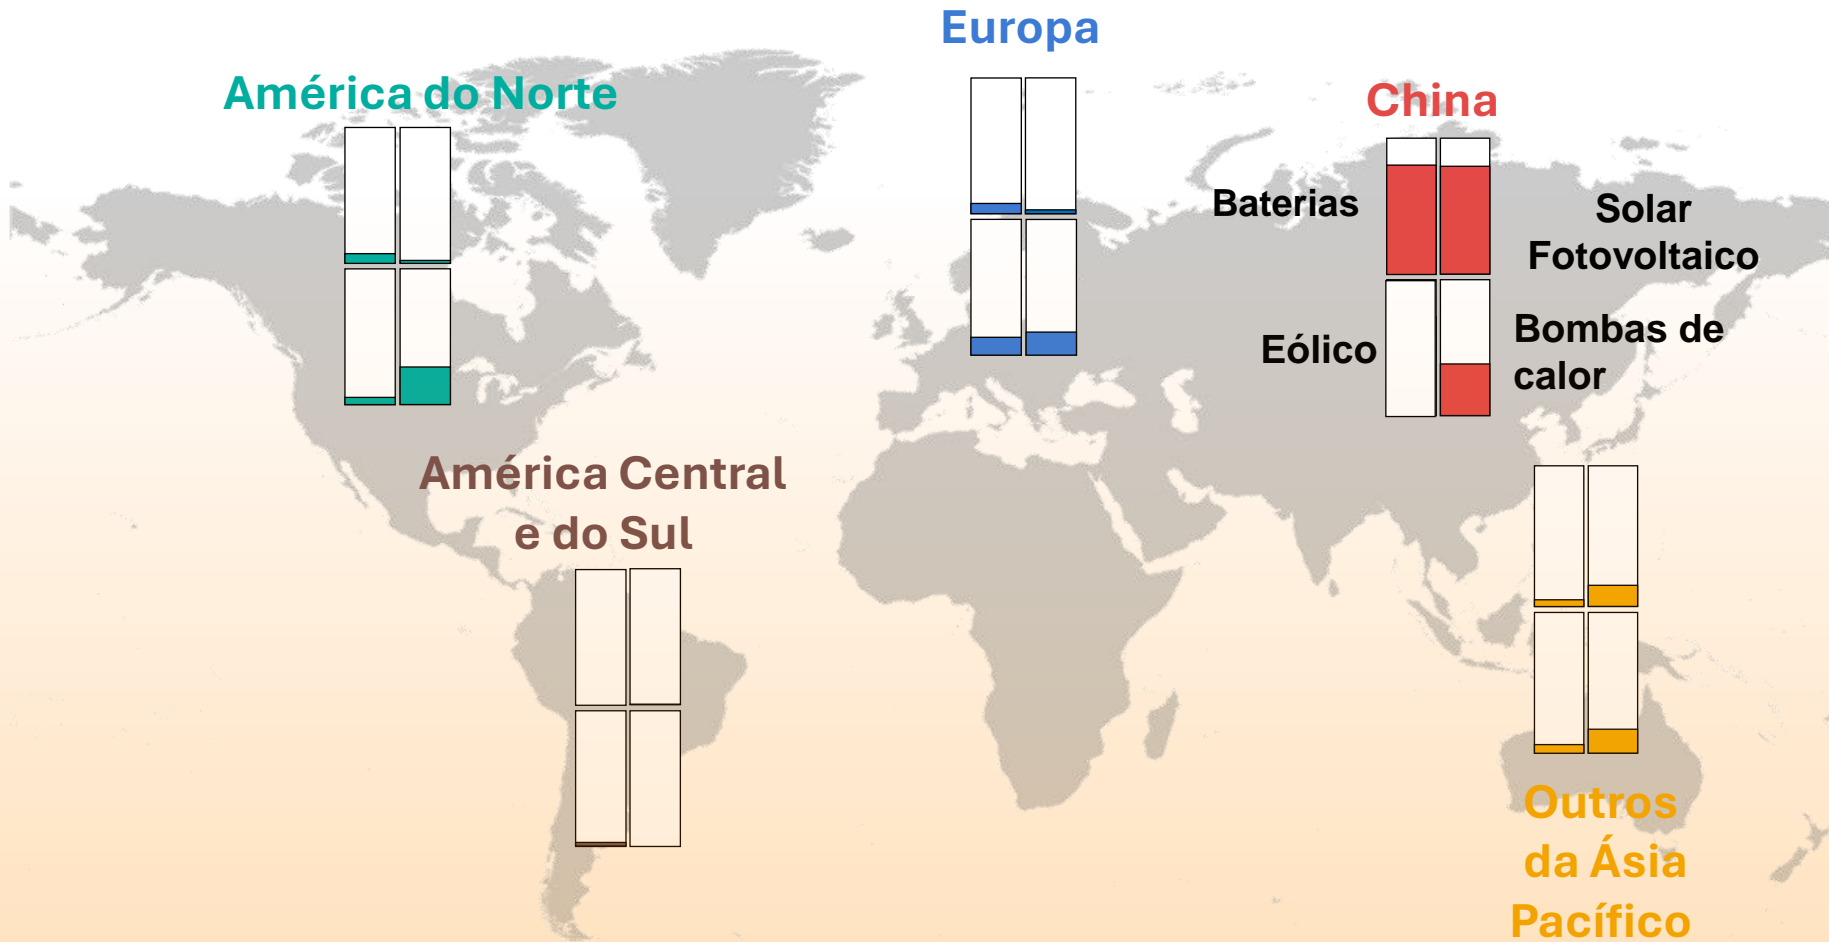 Europa
América do Norte
China
Baterias
Solar
Fotovoltaico
Eólico
Bombas de
calor
América Central
e do Sul
Outros
da Ásia
Pacífico